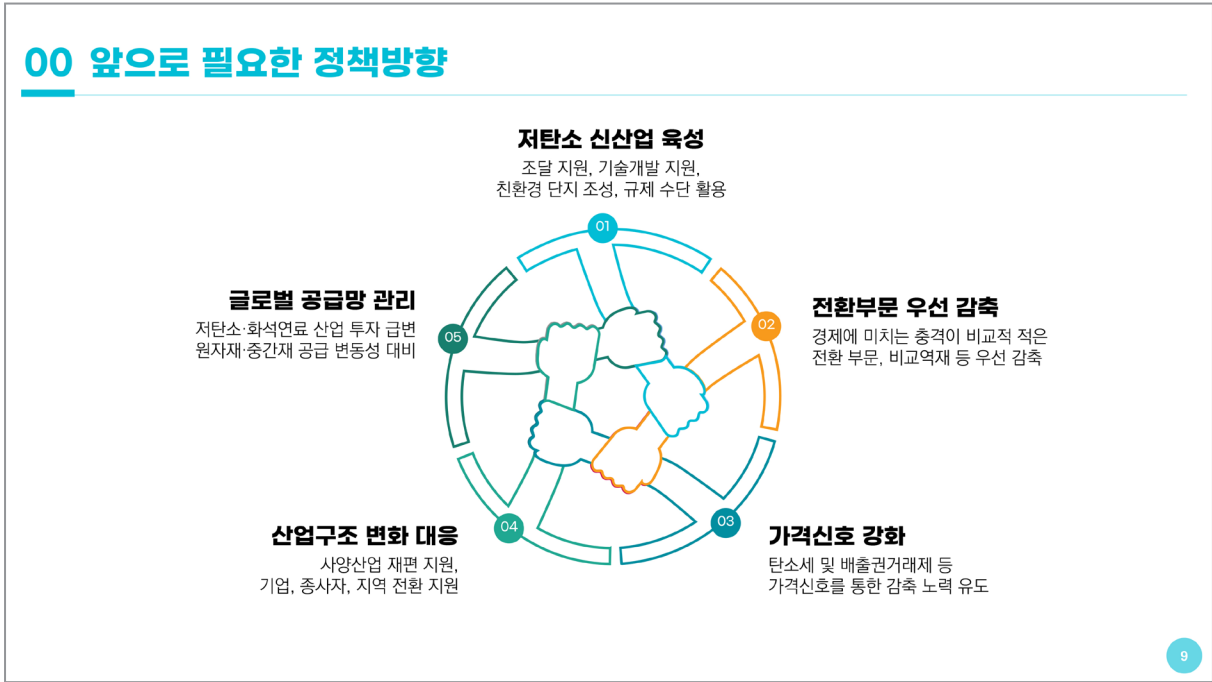 00 앞으로 필요한 정책방향
저탄소 신산업 육성
조달 지원, 기술개발 지원,
친환경 단지 조성, 규제 수단 활용
01
전환부문 우선 감축
경제에 미치는 충격이 비교적 적은
전환 부문, 비교역재 등 우선 감축
02
가격신호 강화
탄소세 및 배출권거래제 등
가격신호를 통한 감축 노력 유도
03
산업구조 변화 대응
사양산업 재편 지원,
기업, 종사자, 지역 전환 지원
04
글로벌 공급망 관리
저탄소·화석연료 산업 투자 급변
원자재·중간재 공급 변동성 대비
05
9